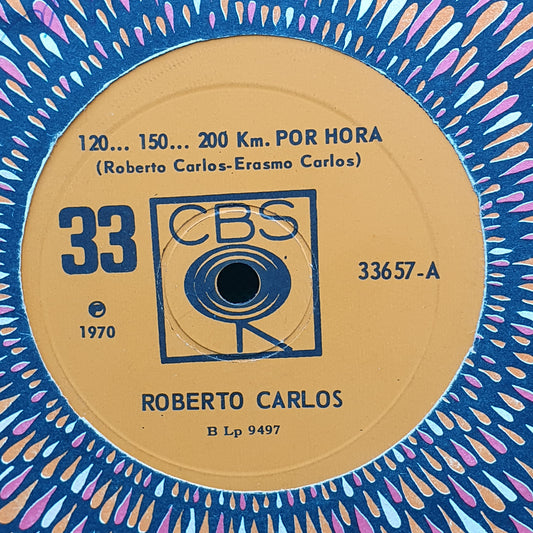 120... 150... 200 Km. POR HORA
(Roberto Carlos-Erasmo Carlos)
33
CBS
33657-A
℗
1970
ROBERTO CARLOS
B Lp 9497